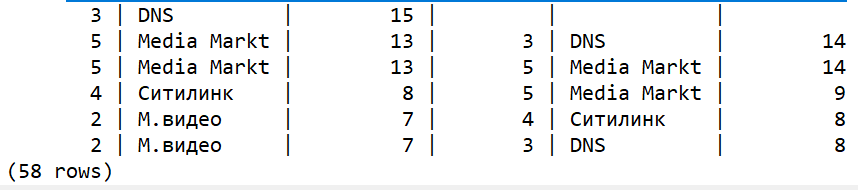 3 | DNS | 15 | | |
5 | Media Markt | 13 | 3 | DNS | 14
5 | Media Markt | 13 | 5 | Media Markt | 14
4 | Ситилинк | 8 | 5 | Media Markt | 9
2 | М.видео | 7 | 4 | Ситилинк | 8
2 | М.видео | 7 | 3 | DNS | 8
(58 rows)